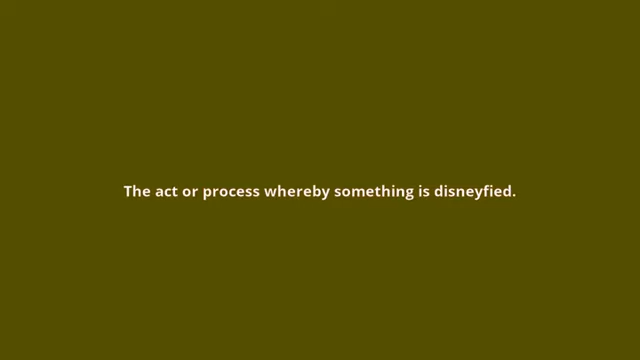 The act or process whereby something is disneyfied.